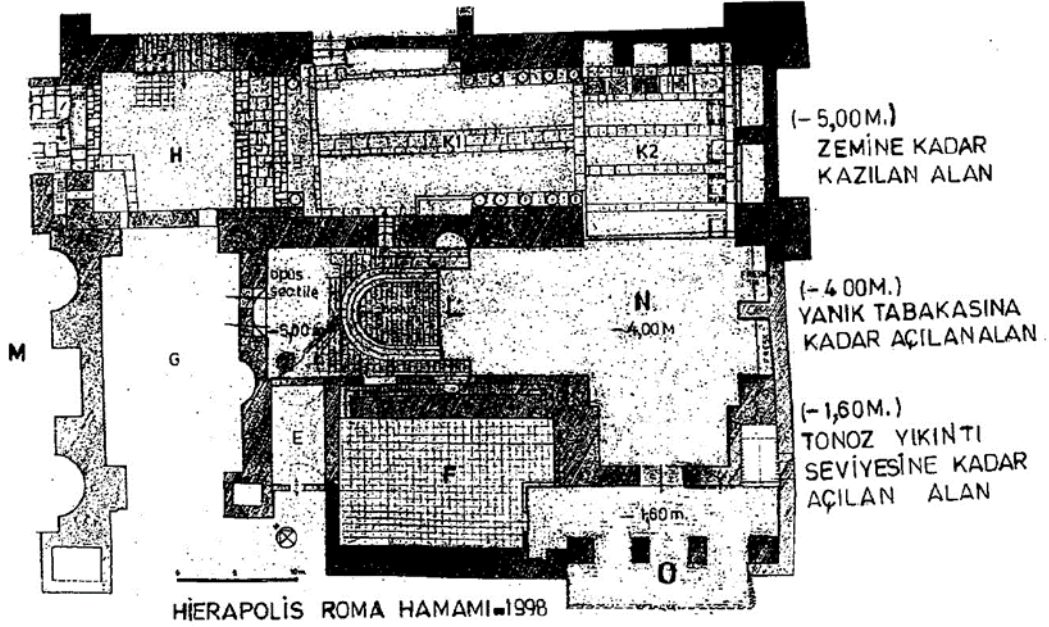 H
K1
K2
(-5,00M.)
ZEMİNE KADAR
KAZILAN ALAN
opus
sectile
-5,00
L
N
-4,00M
(-4 00M.)
YANIK TABAKASINA
KADAR AÇILANALAN
M
G
E
F
(-1,60M.)
TONOZ YIKINTI
SEVİYESİNE KADAR
AÇILAN ALAN
-1,60m.
O
HİERAPOLİS ROMA HAMAMI-1998